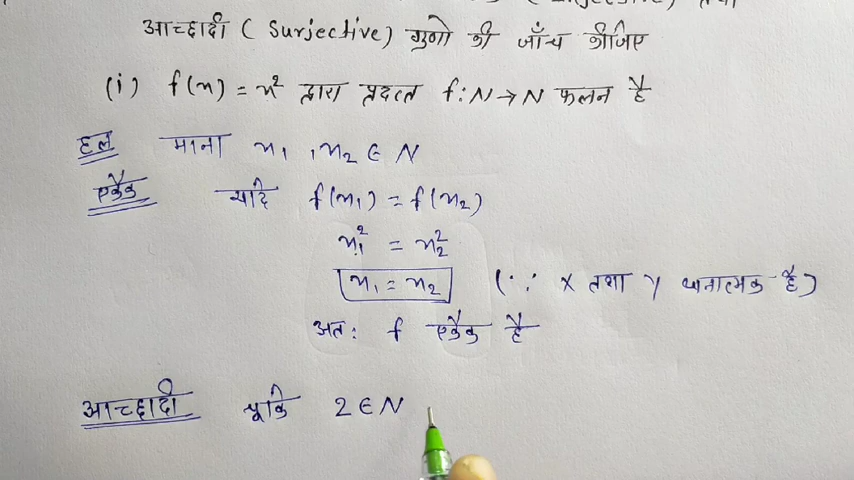 आच्छादी ( Surjective) गुणो की जाँच कीजिए
(i) f(x) = x² द्वारा प्रदत्त f : N → N फलन है
हल माना x₁ , x₂ ∈ N
एकैक यदि f(x₁) = f(x₂)
x₁² = x₂²
x₁ = x₂ (∵ x तथा y धनात्मक है)
अत: f एकैक है
आच्छादी चूकि 2 ∈ N